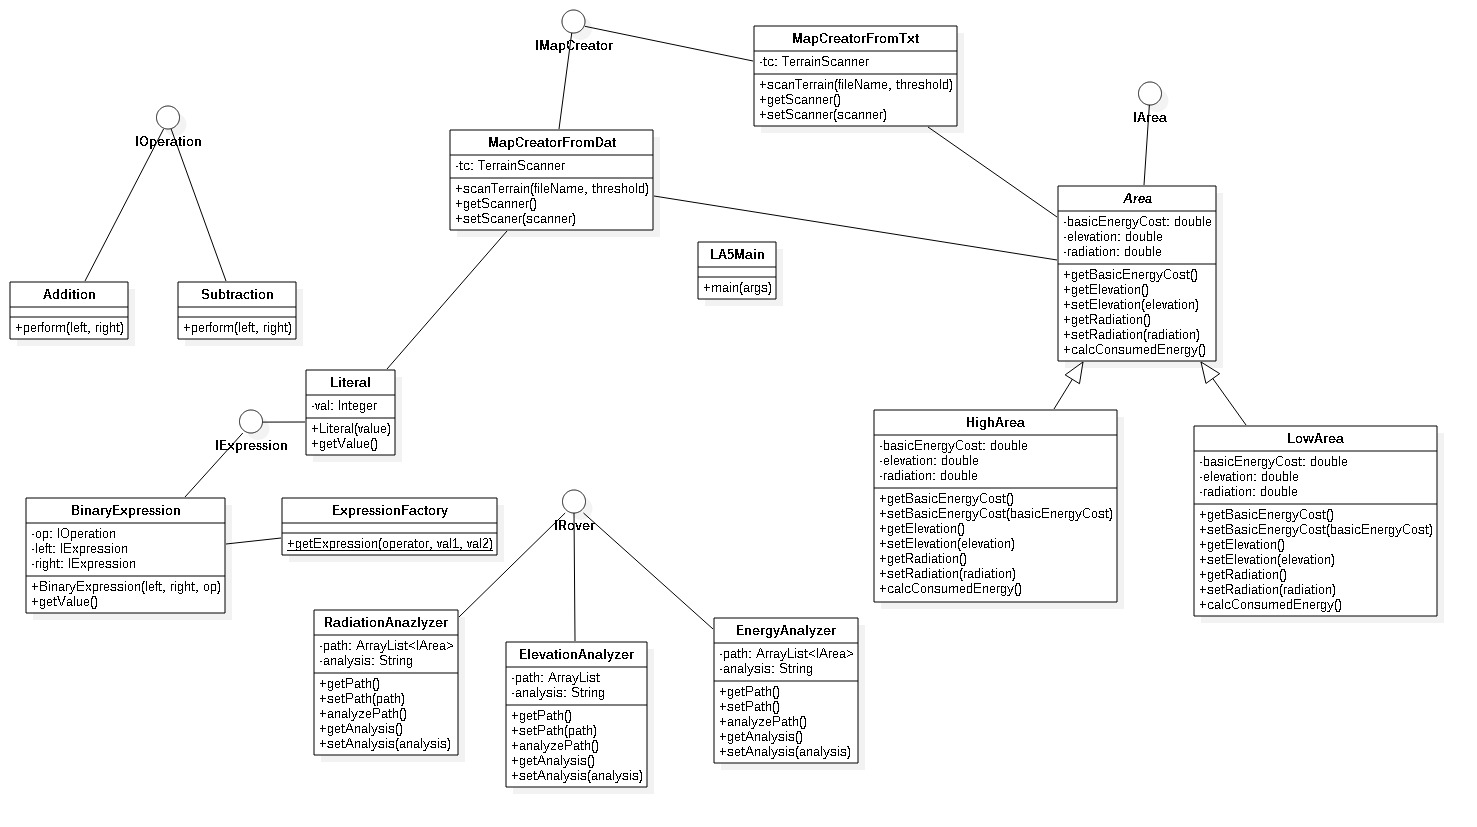 IMapCreator
MapCreatorFromTxt
-tc: TerrainScanner
+scanTerrain(fileName, threshold)
+getScanner()
+setScanner(scanner)
IArea
IOperation
MapCreatorFromDat
-tc: TerrainScanner
+scanTerrain(fileName, threshold)
+getScanner()
+setScaner(scanner)
Area
-basicEnergyCost: double
-elevation: double
-radiation: double
+getBasicEnergyCost()
+getElevation()
+setElevation(elevation)
+getRadiation()
+setRadiation(radiation)
+calcConsumedEnergy()
LA5Main
+main(args)
Addition
+perform(left, right)
Subtraction
+perform(left, right)
Literal
-val: Integer
+Literal(value)
+getValue()
IExpression
HighArea
-basicEnergyCost: double
-elevation: double
-radiation: double
+getBasicEnergyCost()
+setBasicEnergyCost(basicEnergyCost)
+getElevation()
+setElevation(elevation)
+getRadiation()
+setRadiation(radiation)
+calcConsumedEnergy()
LowArea
-basicEnergyCost: double
-elevation: double
-radiation: double
+getBasicEnergyCost()
+setBasicEnergyCost(basicEnergyCost)
+getElevation()
+setElevation(elevation)
+getRadiation()
+setRadiation(radiation)
+calcConsumedEnergy()
BinaryExpression
-op: IOperation
-left: IExpression
-right: IExpression
+BinaryExpression(left, right, op)
+getValue()
ExpressionFactory
+getExpression(operator, val1, val2)
IRover
RadiationAnazlyzer
-path: ArrayList<IArea>
-analysis: String
+getPath()
+setPath(path)
+analyzePath()
+getAnalysis()
+setAnalysis(analysis)
ElevationAnalyzer
-path: ArrayList
-analysis: String
+getPath()
+setPath(path)
+analyzePath()
+getAnalysis()
+setAnalysis(analysis)
EnergyAnalyzer
-path: ArrayList<IArea>
-analysis: String
+getPath()
+setPath()
+analyzePath()
+getAnalysis()
+setAnalysis(analysis)